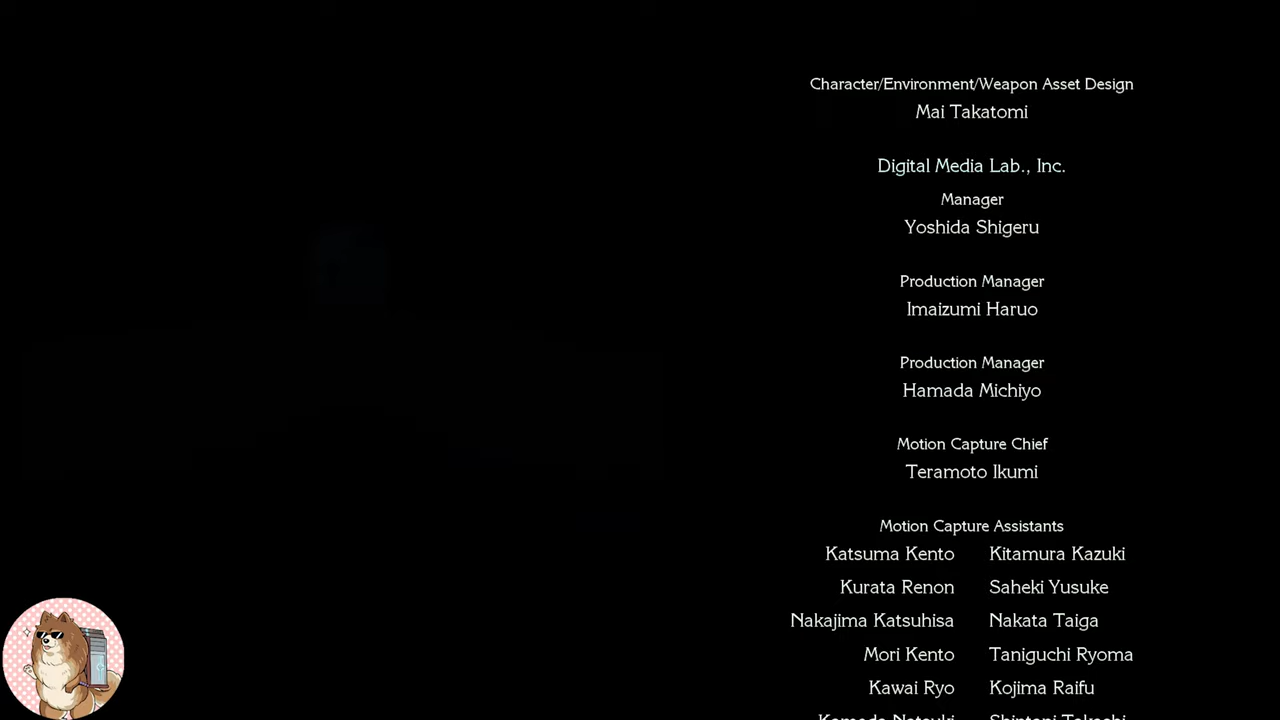 Character/Environment/Weapon Asset Design
Mai Takatomi
Digital Media Lab., Inc.
Manager
Yoshida Shigeru
Production Manager
Imaizumi Haruo
Production Manager
Hamada Michiyo
Motion Capture Chief
Teramoto Ikumi
Motion Capture Assistants
Katsuma Kento Kitamura Kazuki
Kurata Renon Saheki Yusuke
Nakajima Katsuhisa Nakata Taiga
Mori Kento Taniguchi Ryoma
Kawai Ryo Kojima Raifu